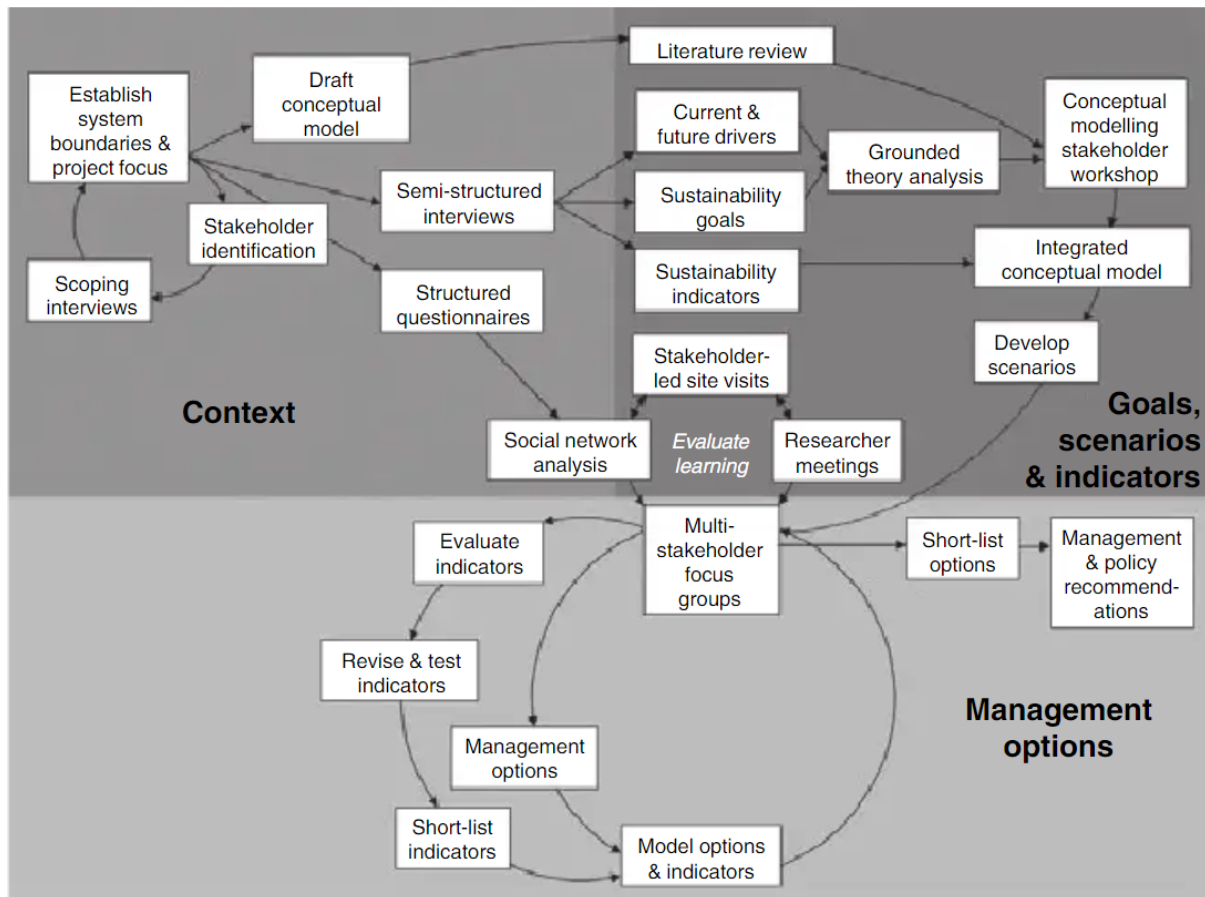 Literature review
Draft
conceptual
model
Establish
system
boundaries &
project focus
Current &
future drivers
Conceptual
modelling
stakeholder
workshop
Grounded
theory analysis
Semi-structured
interviews
Sustainability
goals
Stakeholder
identification
Integrated
conceptual model
Scoping
interviews
Sustainability
indicators
Structured
questionnaires
Develop
scenarios
Stakeholder-
led site visits
Context
Goals,
scenarios
& indicators
Social network
analysis
Evaluate
learning
Researcher
meetings
Multi-
stakeholder
focus
groups
Evaluate
indicators
Short-list
options
Management
& policy
recommend-
ations
Revise & test
indicators
Management
options
Management
options
Short-list
indicators
Model options
& indicators